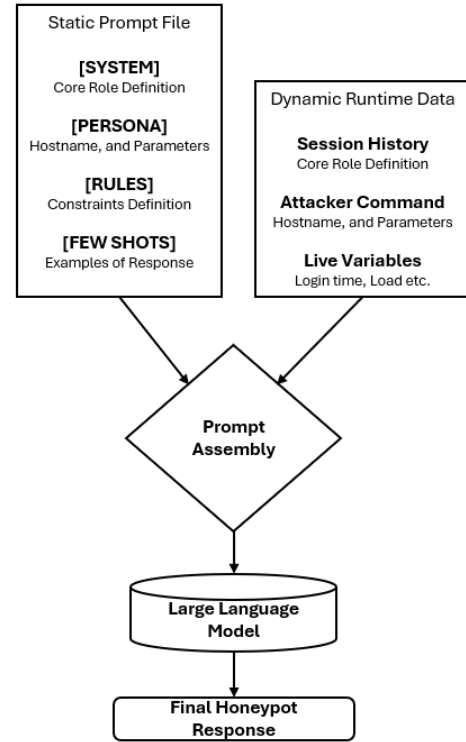 Static Prompt File
[SYSTEM]
Core Role Definition
[PERSONA]
Hostname, and Parameters
[RULES]
Constraints Definition
[FEW SHOTS]
Examples of Response
Dynamic Runtime Data
Session History
Core Role Definition
Attacker Command
Hostname, and Parameters
Live Variables
Login time, Load etc.
Prompt
Assembly
Large Language
Model
Final Honeypot
Response